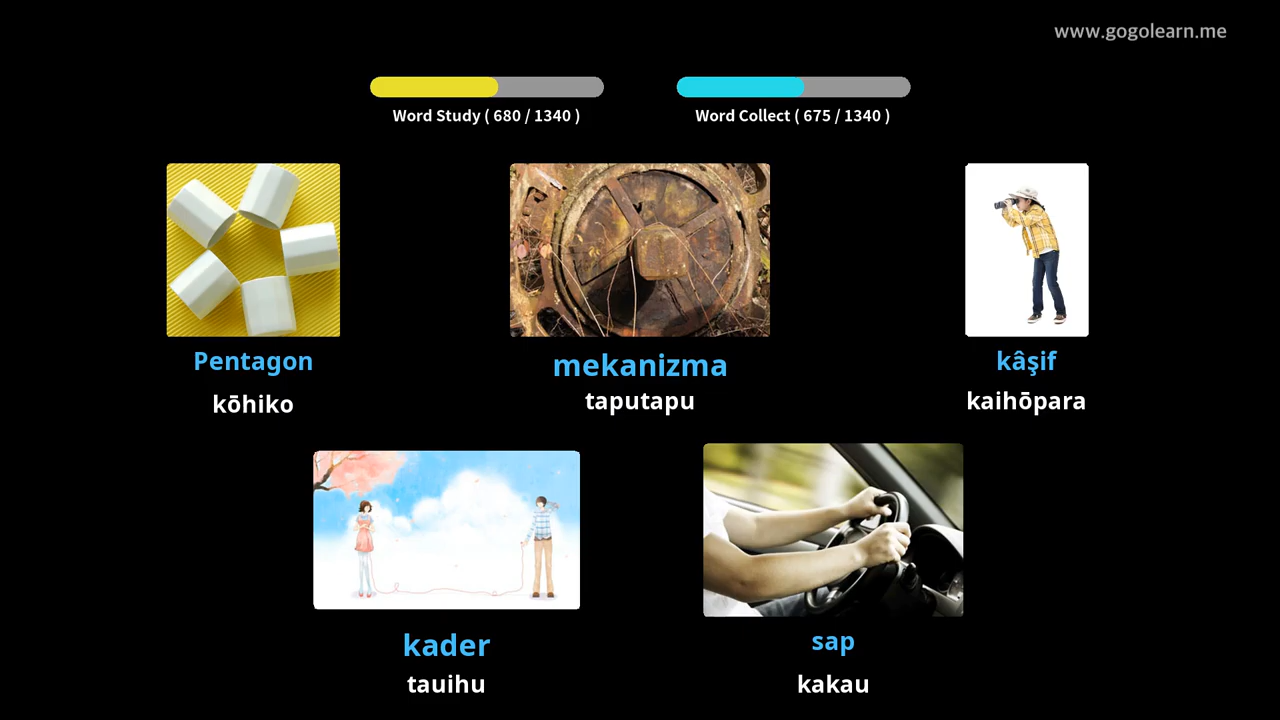 www.gogolearn.me
Word Study ( 680 / 1340 )
Word Collect ( 675 / 1340 )
Pentagon
kōhiko
mekanizma
taputapu
kâşif
kaihōpara
kader
tauihu
sap
kakau